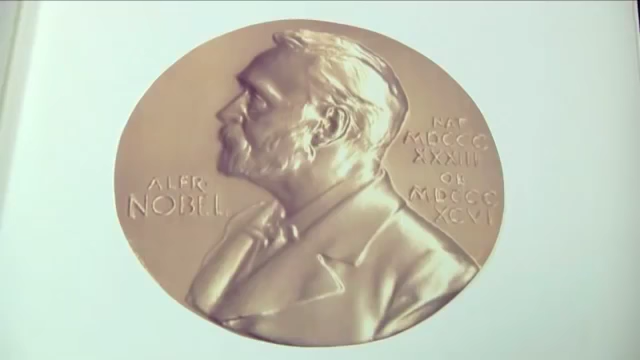 ALFR·
NOBEL
NAT·
MDCCC
XXXIII
OB·
MDCCC
XCVI